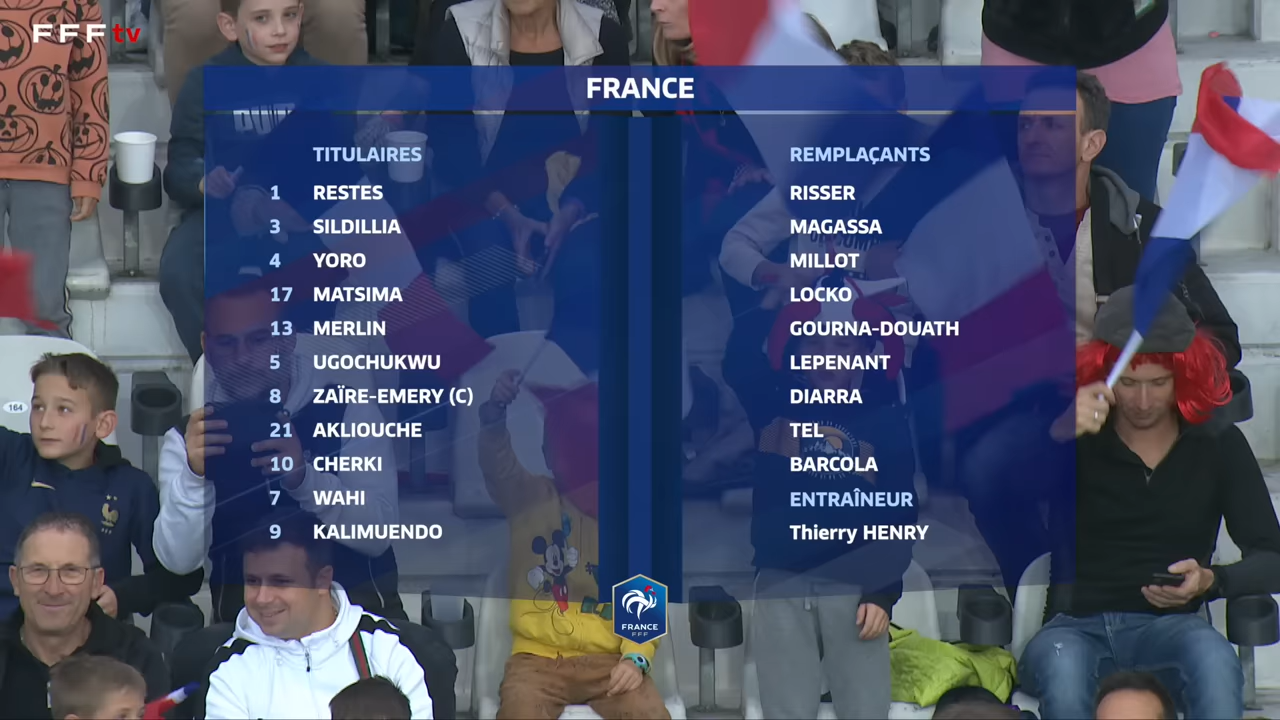 FFFtv
FRANCE
TITULAIRES
1 RESTES
3 SILDILLIA
4 YORO
17 MATSIMA
13 MERLIN
5 UGOCHUKWU
8 ZAÏRE-EMERY (C)
21 AKLIOUCHE
10 CHERKI
7 WAHI
9 KALIMUENDO
REMPLAÇANTS
RISSER
MAGASSA
MILLOT
LOCKO
GOURNA-DOUATH
LEPENANT
DIARRA
TEL
BARCOLA
ENTRAÎNEUR
Thierry HENRY
164
FRANCE
FFF